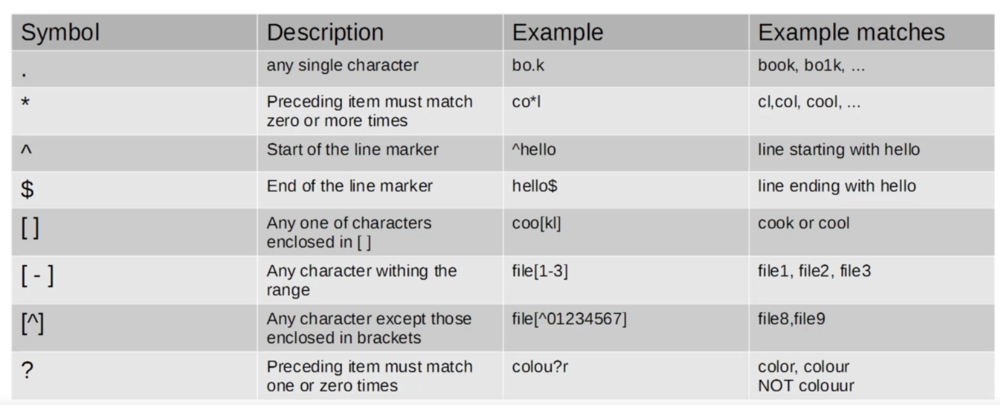 Symbol Description Example Example matches
. any single character bo.k book, bo1k, ...
* Preceding item must match co*l cl,col, cool, ...
zero or more times
^ Start of the line marker ^hello line starting with hello
$ End of the line marker hello$ line ending with hello
[ ] Any one of characters coo[kl] cook or cool
enclosed in [ ]
[ - ] Any character withing the file[1-3] file1, file2, file3
range
[^] Any character except those file[^01234567] file8,file9
enclosed in brackets
? Preceding item must match colou?r color, colour
one or zero times NOT colouur